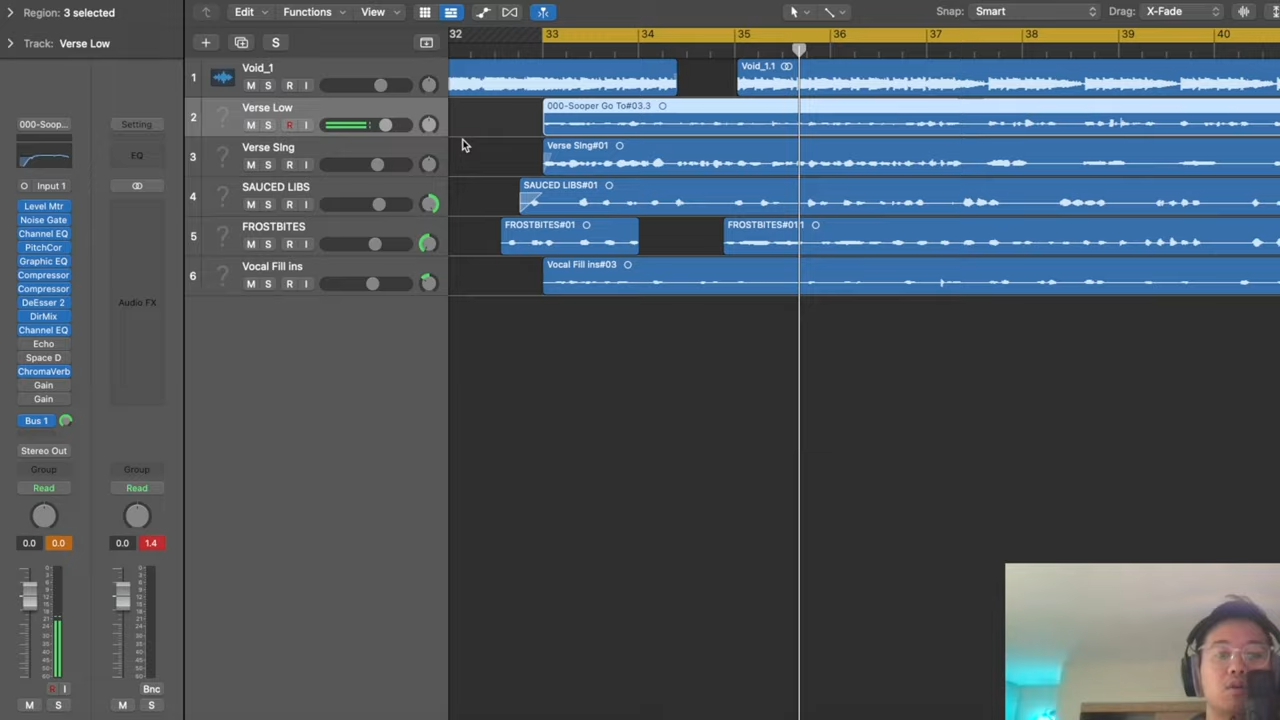 Region: 3 selected
Edit Functions View
Snap: Smart Drag: X-Fade
Track: Verse Low
S
32 33 34 35 36 37 38 39 40
1 Void_1
M S R I
Void_1.1
2 Verse Low
M S R I
000-Sooper Go To#03.3
3 Verse SIng
M S R I
Verse SIng#01
4 SAUCED LIBS
M S R I
SAUCED LIBS#01
5 FROSTBITES
M S R I
FROSTBITES#01
6 Vocal Fill ins
M S R I
Vocal Fill ins#03
000-Soop...
Setting
EQ
Input 1
Level Mtr
Noise Gate
Channel EQ
PitchCor
Graphic EQ
Compressor
Compressor
DeEsser 2
DirMix
Channel EQ
Echo
Space D
ChromaVerb
Gain
Gain
Audio FX
Bus 1
Stereo Out
Group Group
Read Read
0.0 0.0 0.0 1.4
R I Bnc
M S M S